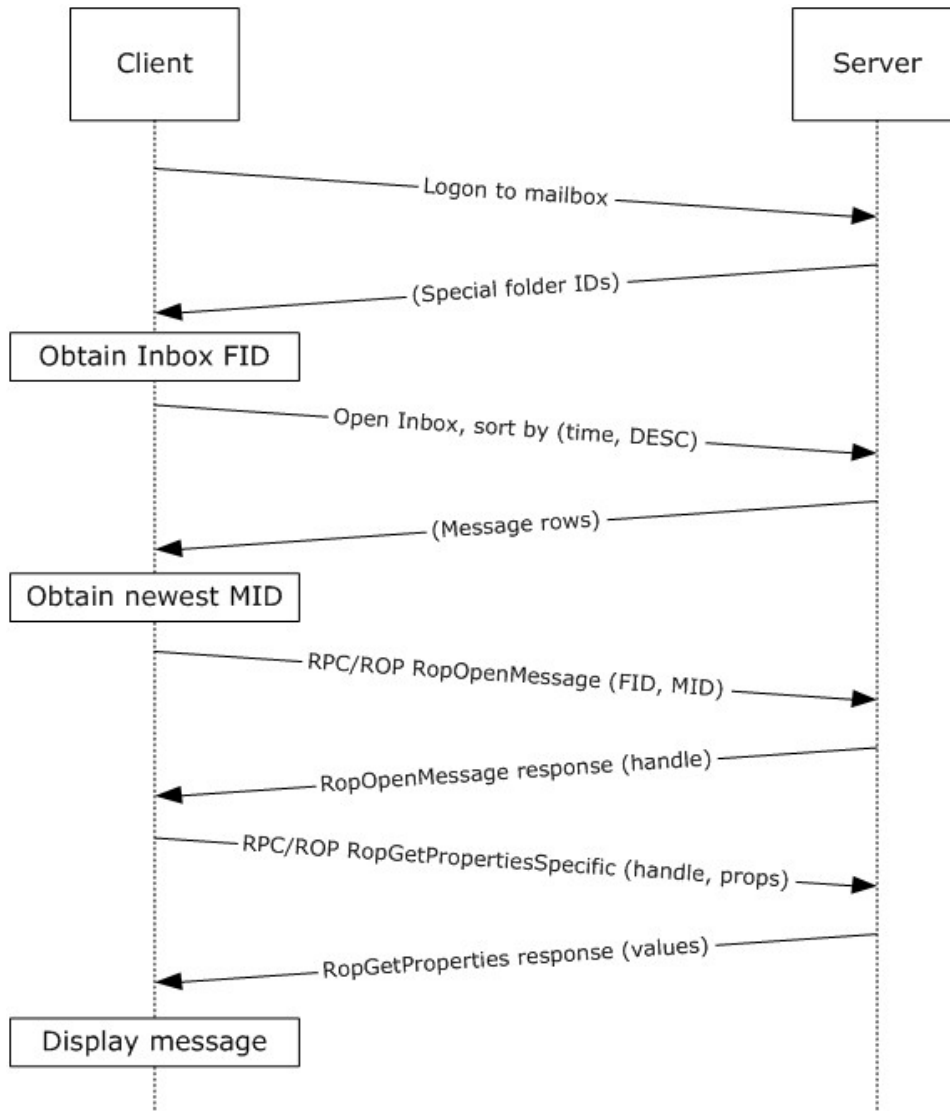 Client
Server
Logon to mailbox
(Special folder IDs)
Obtain Inbox FID
Open Inbox, sort by (time, DESC)
(Message rows)
Obtain newest MID
RPC/ROP RopOpenMessage (FID, MID)
RopOpenMessage response (handle)
RPC/ROP RopGetPropertiesSpecific (handle, props)
RopGetProperties response (values)
Display message